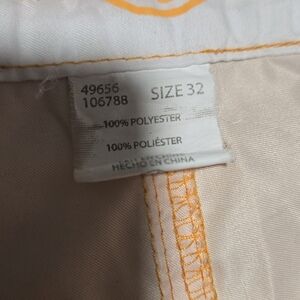 49656
106788
SIZE 32
100% POLYESTER
100% POLIÉSTER
HECHO EN CHINA